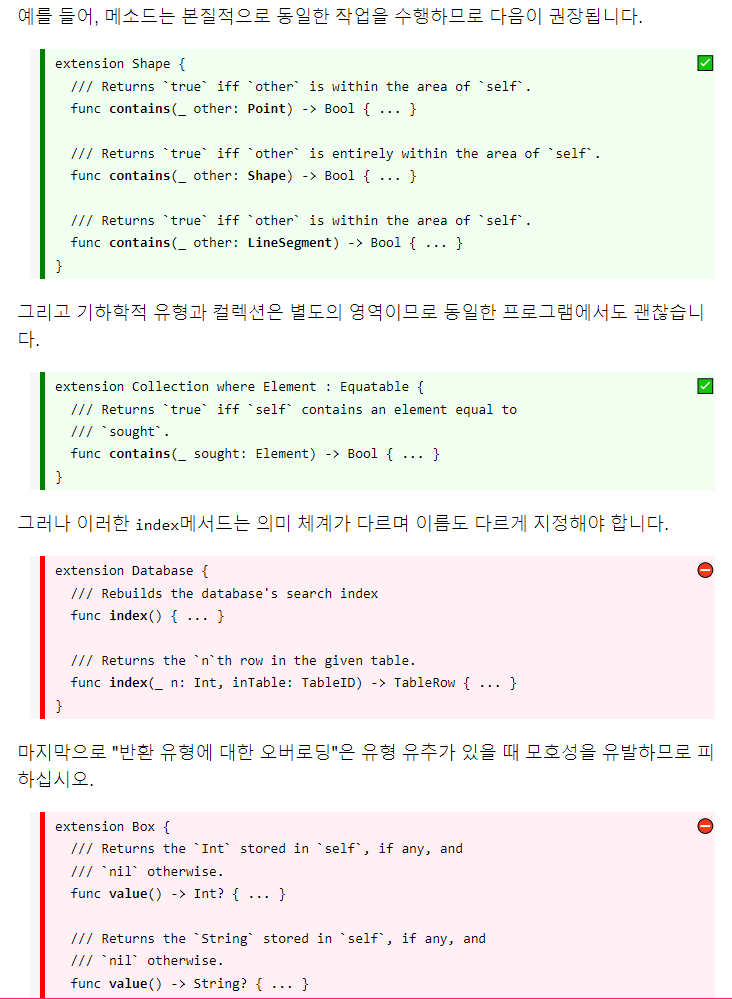 예를 들어, 메소드는 본질적으로 동일한 작업을 수행하므로 다음이 권장됩니다.
extension Shape {
  /// Returns `true` iff `other` is within the area of `self`.
  func contains(_ other: Point) -> Bool { ... }

  /// Returns `true` iff `other` is entirely within the area of `self`.
  func contains(_ other: Shape) -> Bool { ... }

  /// Returns `true` iff `other` is within the area of `self`.
  func contains(_ other: LineSegment) -> Bool { ... }
}
그리고 기하학적 유형과 컬렉션은 별도의 영역이므로 동일한 프로그램에서도 괜찮습니
다.
extension Collection where Element : Equatable {
  /// Returns `true` iff `self` contains an element equal to
  /// `sought`.
  func contains(_ sought: Element) -> Bool { ... }
}
그러나 이러한 index메서드는 의미 체계가 다르며 이름도 다르게 지정해야 합니다.
extension Database {
  /// Rebuilds the database's search index
  func index() { ... }

  /// Returns the `n`th row in the given table.
  func index(_ n: Int, inTable: TableID) -> TableRow { ... }
}
마지막으로 "반환 유형에 대한 오버로딩"은 유형 유추가 있을 때 모호성을 유발하므로 피
하십시오.
extension Box {
  /// Returns the `Int` stored in `self`, if any, and
  /// `nil` otherwise.
  func value() -> Int? { ... }

  /// Returns the `String` stored in `self`, if any, and
  /// `nil` otherwise.
  func value() -> String? { ... }